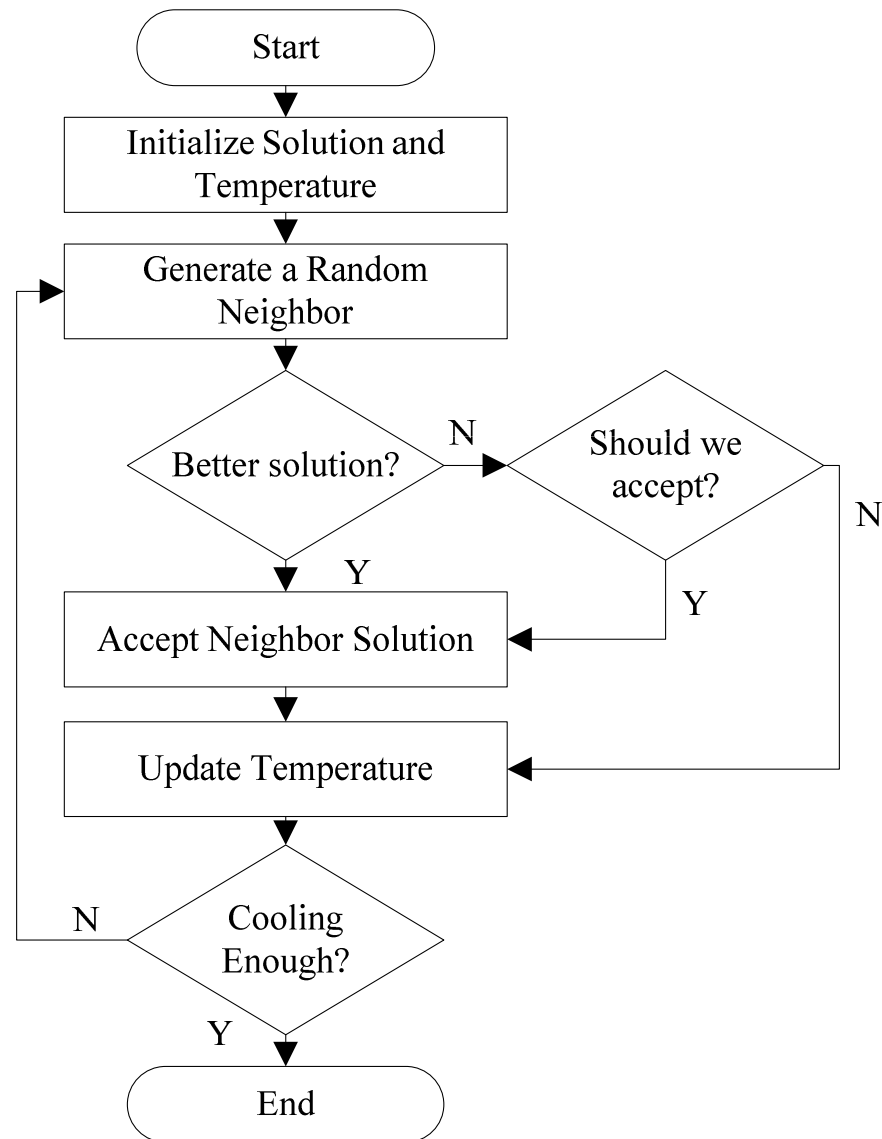 Start
Initialize Solution and
Temperature
Generate a Random
Neighbor
Better solution?
N
Should we
accept?
N
Y
Y
Accept Neighbor Solution
Update Temperature
Cooling
Enough?
N
Y
End